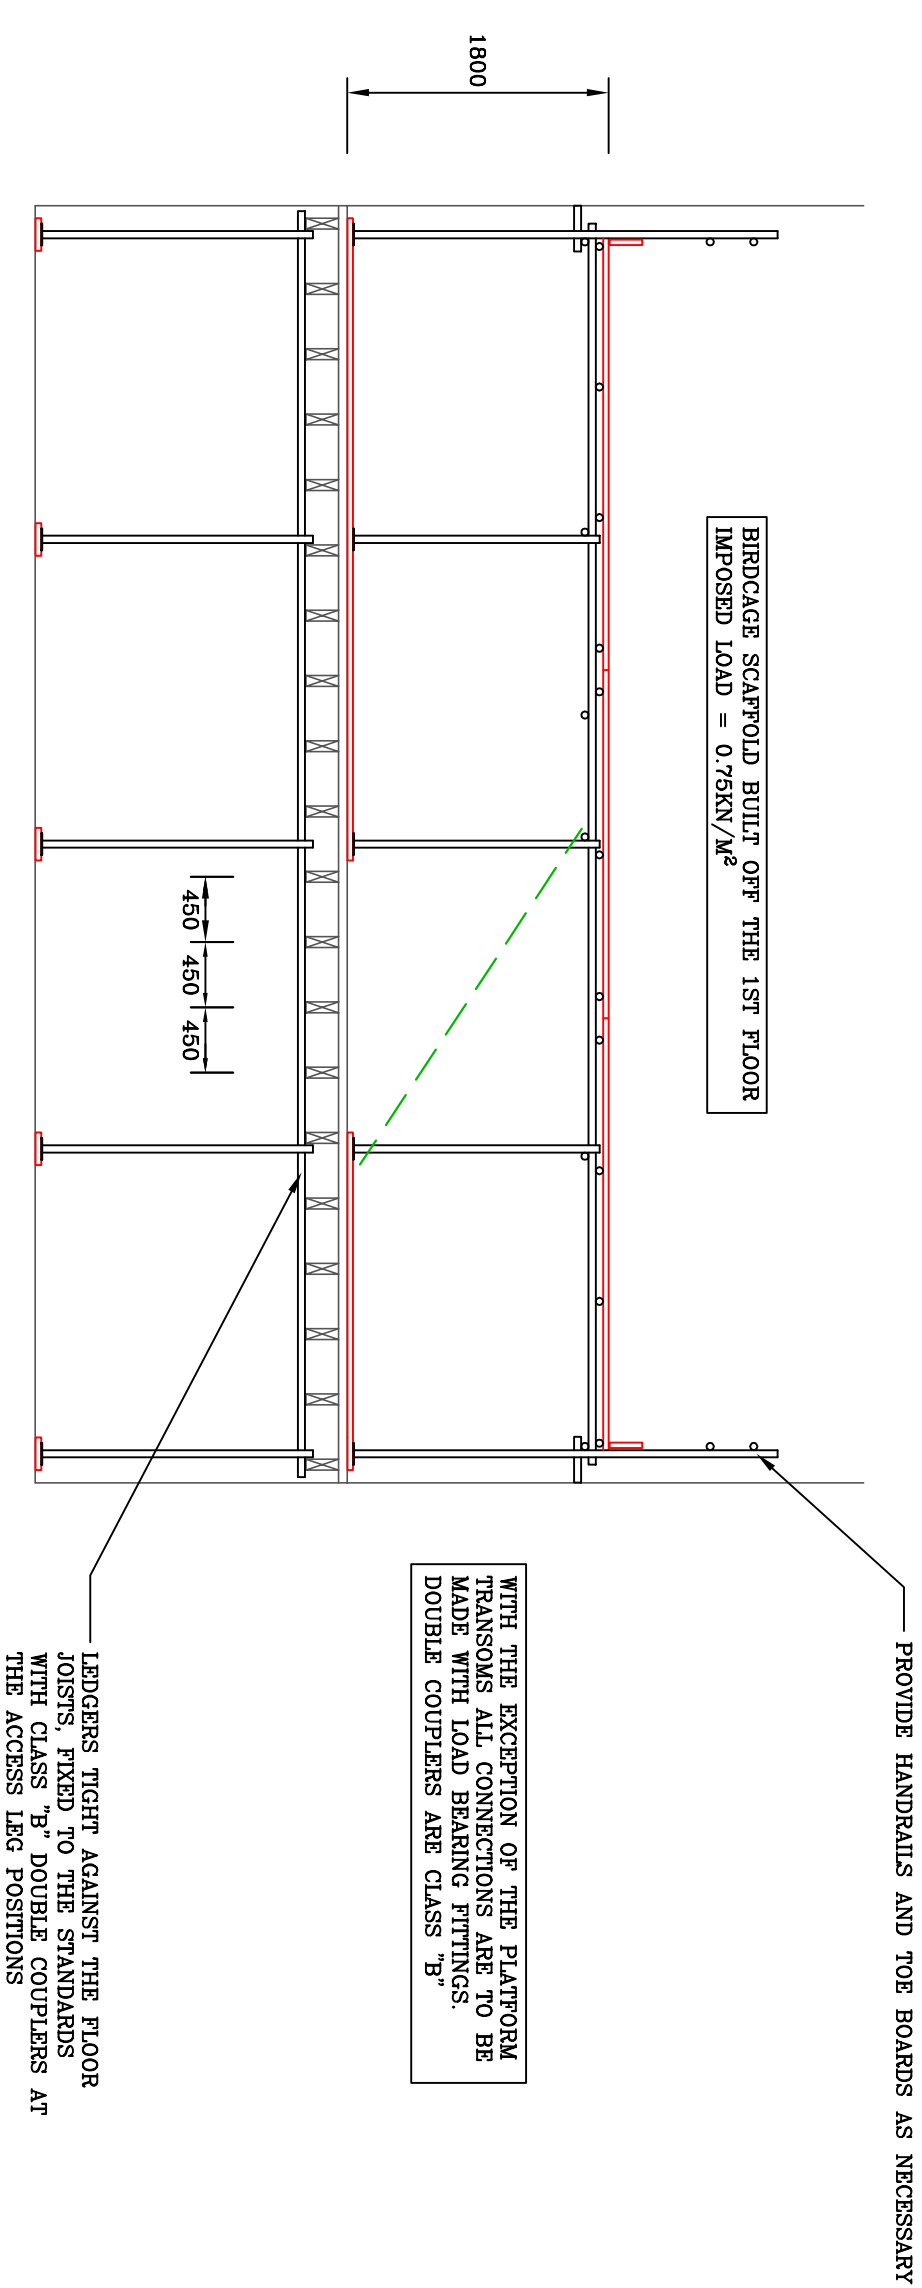 PROVIDE HANDRAILS AND TOE BOARDS AS NECESSARY
BIRDCAGE SCAFFOLD BUILT OFF THE 1ST FLOOR
IMPOSED LOAD = 0.75KN/M²
1800
WITH THE EXCEPTION OF THE PLATFORM
TRANSOMS ALL CONNECTIONS ARE TO BE
MADE WITH LOAD BEARING FITTINGS.
DOUBLE COUPLERS ARE CLASS "B"
450 450 450
LEDGERS TIGHT AGAINST THE FLOOR
JOISTS, FIXED TO THE STANDARDS
WITH CLASS "B" DOUBLE COUPLERS AT
THE ACCESS LEG POSITIONS